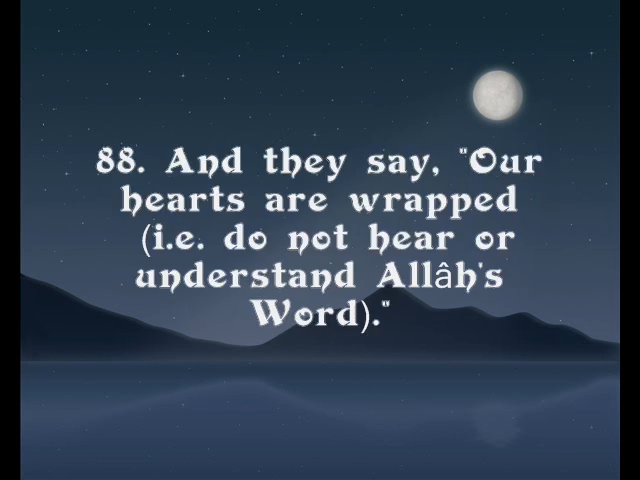 88. And they say, "Our
hearts are wrapped
(i.e. do not hear or
understand Allâh's
Word)."